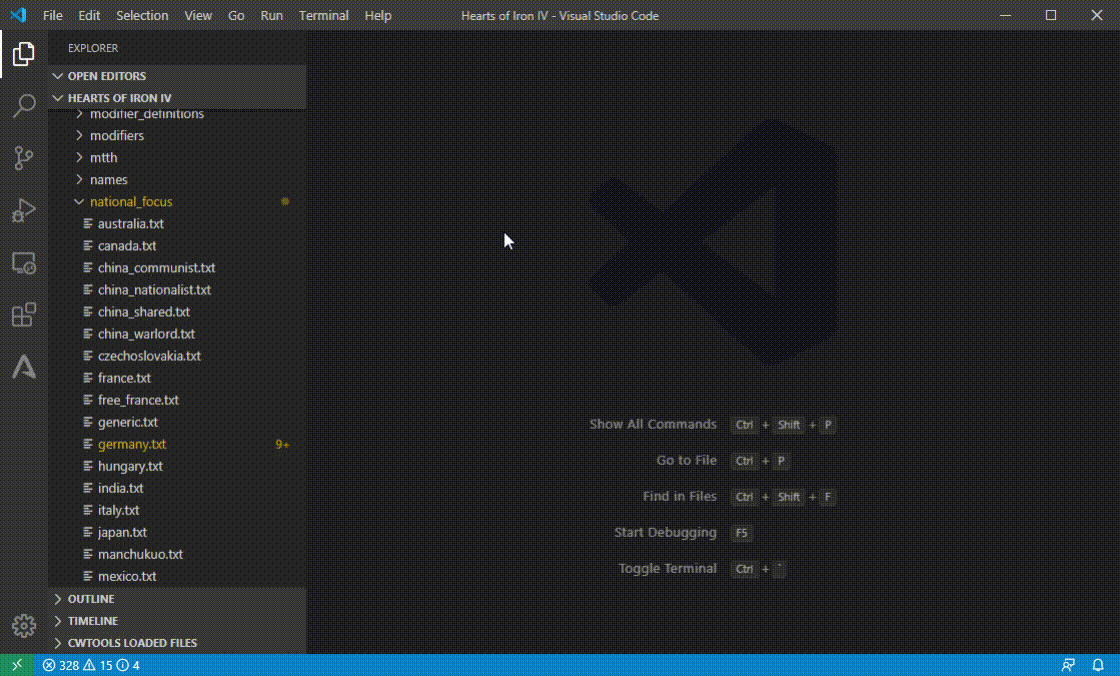 File Edit Selection View Go Run Terminal Help Hearts of Iron IV - Visual Studio Code
EXPLORER
OPEN EDITORS
HEARTS OF IRON IV
modifier_definitions
modifiers
mtth
names
national_focus
australia.txt
canada.txt
china_communist.txt
china_nationalist.txt
china_shared.txt
china_warlord.txt
czechoslovakia.txt
france.txt
free_france.txt
generic.txt
germany.txt 9+
hungary.txt
india.txt
italy.txt
japan.txt
manchukuo.txt
mexico.txt
OUTLINE
TIMELINE
CWTOOLS LOADED FILES
Show All Commands Ctrl + Shift + P
Go to File Ctrl + P
Find in Files Ctrl + Shift + F
Start Debugging F5
Toggle Terminal Ctrl + `
328 15 4